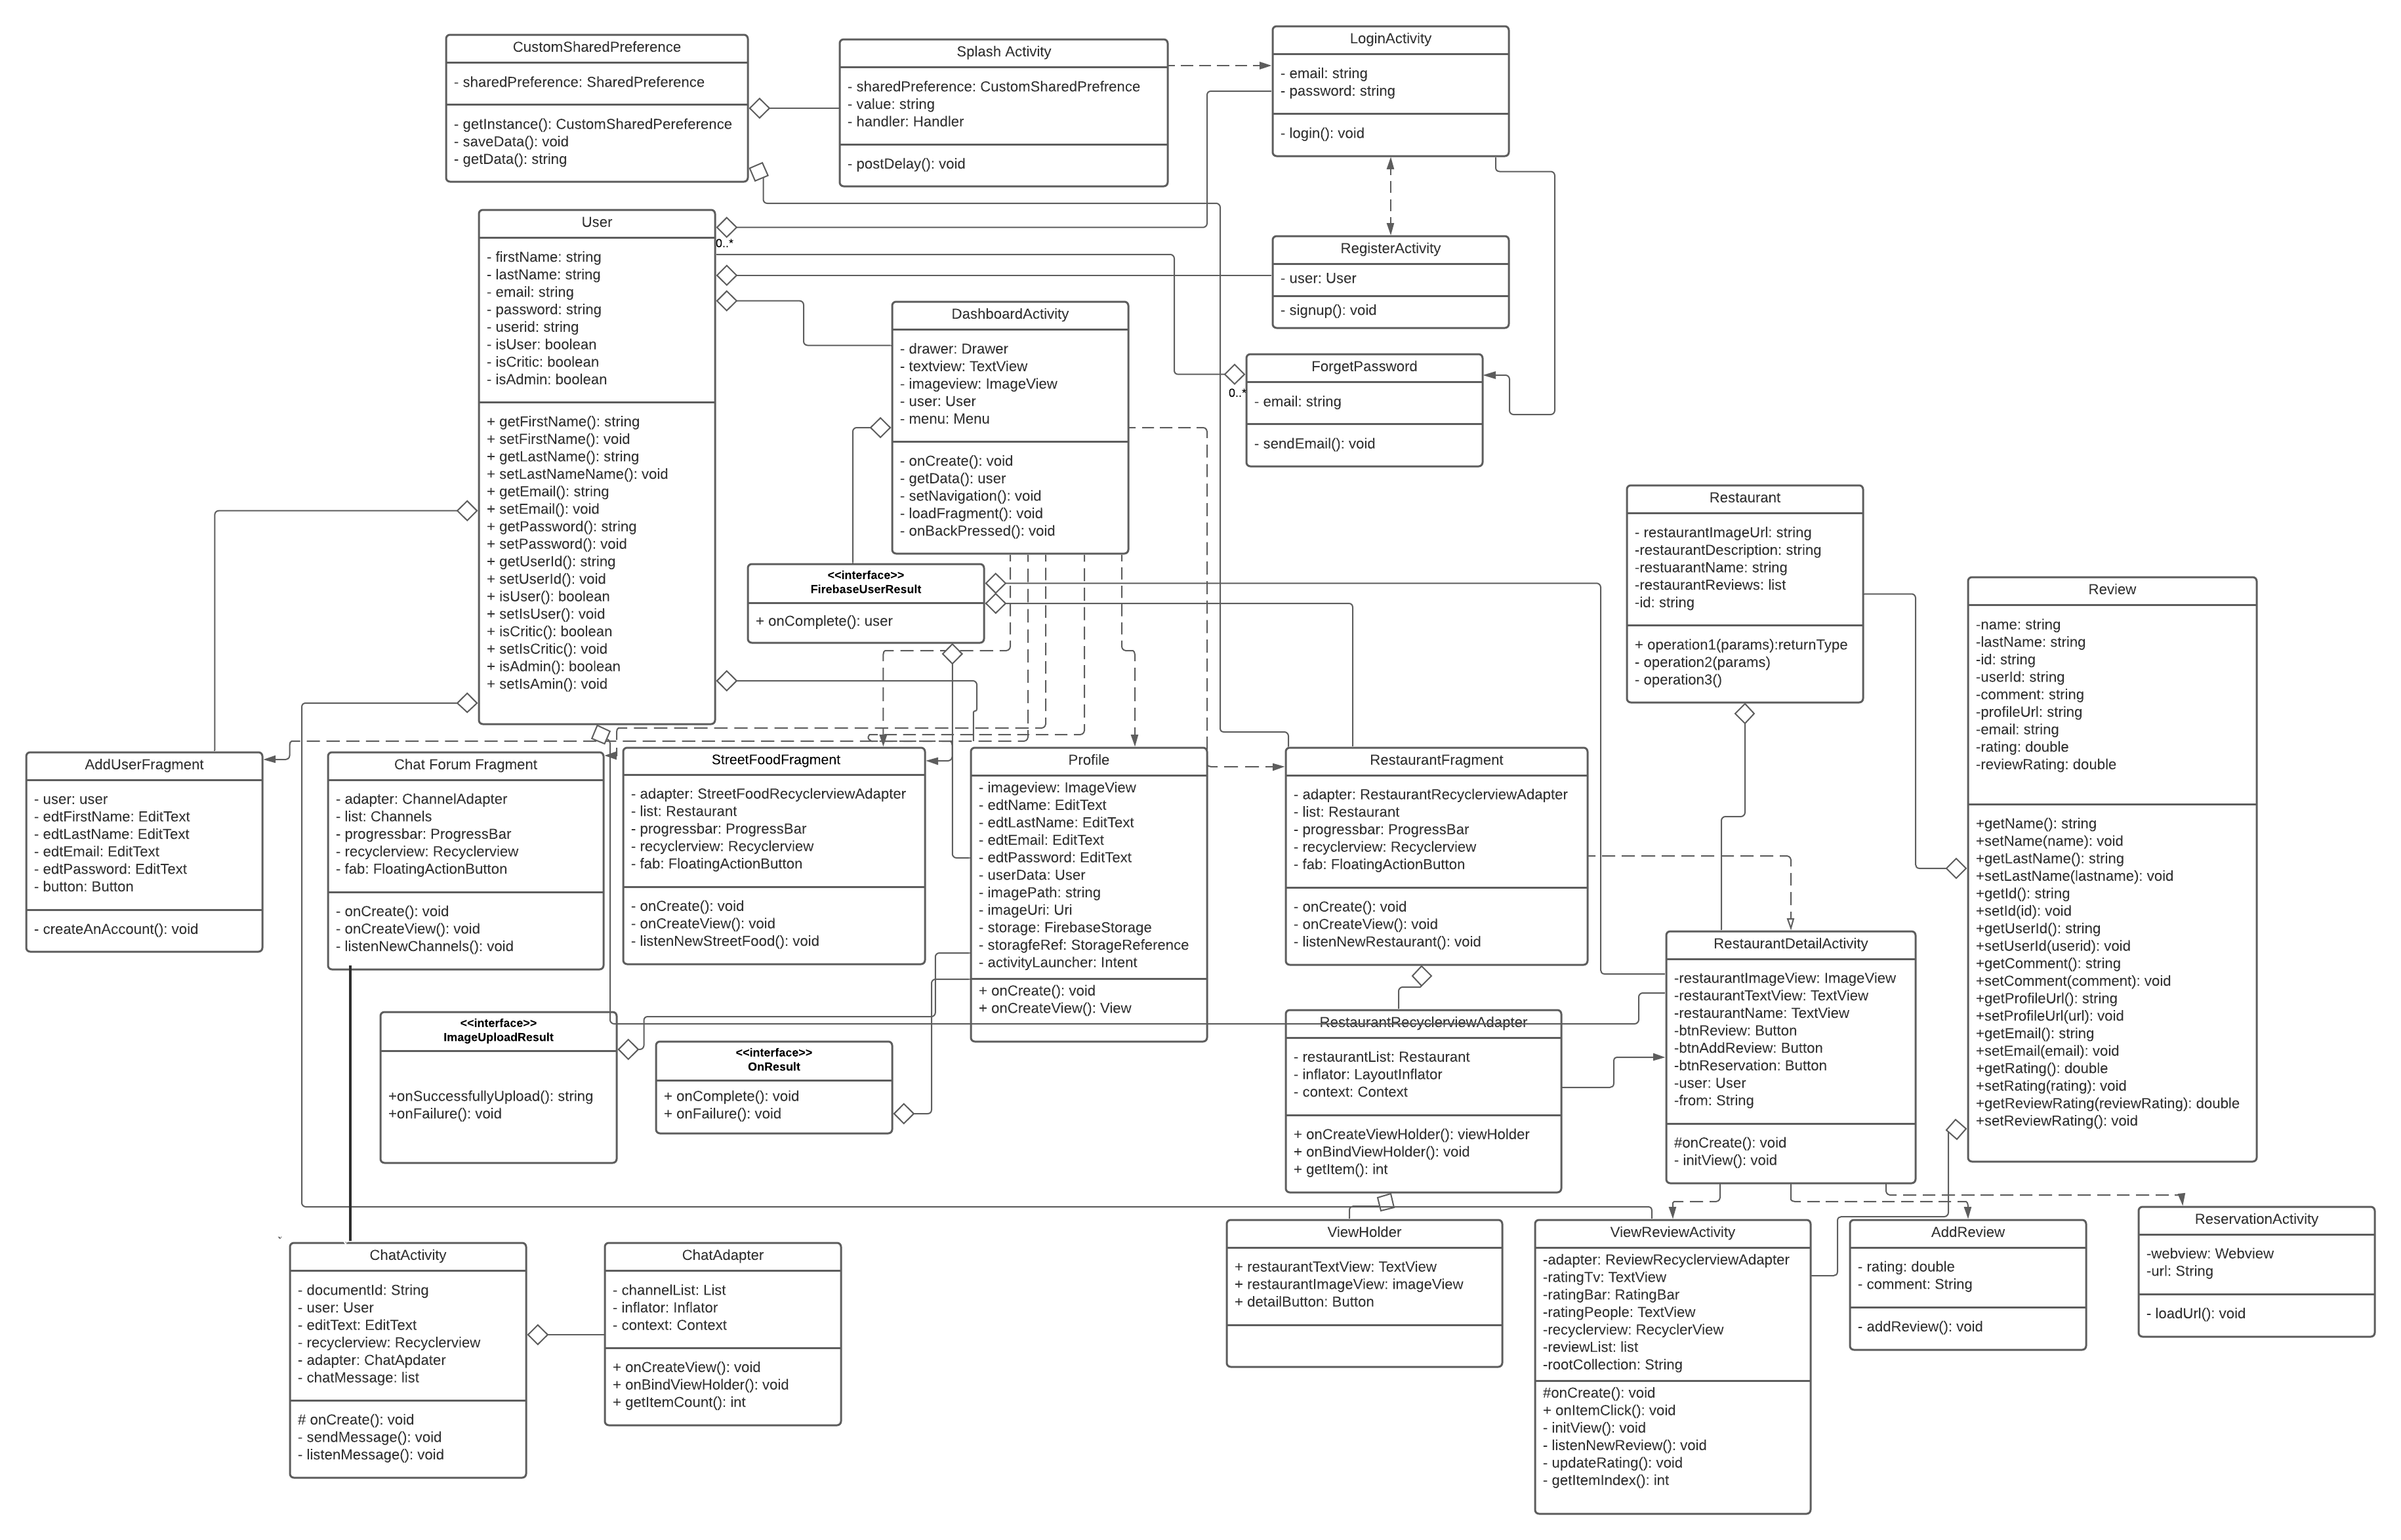 CustomSharedPreference
- sharedPreference: SharedPreference
- getInstance(): CustomSharedPereference
- saveData(): void
- getData(): string
Splash Activity
- sharedPreference: CustomSharedPrefrence
- value: string
- handler: Handler
- postDelay(): void
LoginActivity
- email: string
- password: string
- login(): void
User
- firstName: string
- lastName: string
- email: string
- password: string
- userid: string
- isUser: boolean
- isCritic: boolean
- isAdmin: boolean
+ getFirstName(): string
+ setFirstName(): void
+ getLastName(): string
+ setLastNameName(): void
+ getEmail(): string
+ setEmail(): void
+ getPassword(): string
+ setPassword(): void
+ getUserId(): string
+ setUserId(): void
+ isUser(): boolean
+ setIsUser(): void
+ isCritic(): boolean
+ setIsCritic(): void
+ isAdmin(): boolean
+ setIsAmin(): void
0..*
RegisterActivity
- user: User
- signup(): void
DashboardActivity
- drawer: Drawer
- textview: TextView
- imageview: ImageView
- user: User
- menu: Menu
- onCreate(): void
- getData(): user
- setNavigation(): void
- loadFragment(): void
- onBackPressed(): void
ForgetPassword
0..*
- email: string
- sendEmail(): void
<<interface>>
FirebaseUserResult
+ onComplete(): user
Restaurant
- restaurantImageUrl: string
-restaurantDescription: string
-restuarantName: string
-restaurantReviews: list
-id: string
+ operation1(params):returnType
- operation2(params)
- operation3()
Review
-name: string
-lastName: string
-id: string
-userId: string
-comment: string
-profileUrl: string
-email: string
-rating: double
-reviewRating: double
+getName(): string
+setName(name): void
+getLastName(): string
+setLastName(lastname): void
+getId(): string
+setId(id): void
+getUserId(): string
+setUserId(userid): void
+getComment(): string
+setComment(comment): void
+getProfileUrl(): string
+setProfileUrl(url): void
+getEmail(): string
+setEmail(email): void
+getRating(): double
+setRating(rating): void
+getReviewRating(reviewRating): double
+setReviewRating(): void
AddUserFragment
- user: user
- edtFirstName: EditText
- edtLastName: EditText
- edtEmail: EditText
- edtPassword: EditText
- button: Button
- createAnAccount(): void
Chat Forum Fragment
- adapter: ChannelAdapter
- list: Channels
- progressbar: ProgressBar
- recyclerview: Recyclerview
- fab: FloatingActionButton
- onCreate(): void
- onCreateView(): void
- listenNewChannels(): void
StreetFoodFragment
- adapter: StreetFoodRecyclerviewAdapter
- list: Restaurant
- progressbar: ProgressBar
- recyclerview: Recyclerview
- fab: FloatingActionButton
- onCreate(): void
- onCreateView(): void
- listenNewStreetFood(): void
Profile
- imageview: ImageView
- edtName: EditText
- edtLastName: EditText
- edtEmail: EditText
- edtPassword: EditText
- userData: User
- imagePath: string
- imageUri: Uri
- storage: FirebaseStorage
- storagfeRef: StorageReference
- activityLauncher: Intent
+ onCreate(): void
+ onCreateView(): View
RestaurantFragment
- adapter: RestaurantRecyclerviewAdapter
- list: Restaurant
- progressbar: ProgressBar
- recyclerview: Recyclerview
- fab: FloatingActionButton
- onCreate(): void
- onCreateView(): void
- listenNewRestaurant(): void
RestaurantDetailActivity
-restaurantImageView: ImageView
-restaurantTextView: TextView
-restaurantName: TextView
-btnReview: Button
-btnAddReview: Button
-btnReservation: Button
-user: User
-from: String
#onCreate(): void
- initView(): void
<<interface>>
ImageUploadResult
+onSuccessfullyUpload(): string
+onFailure(): void
<<interface>>
OnResult
+ onComplete(): void
+ onFailure(): void
RestaurantRecyclerviewAdapter
- restaurantList: Restaurant
- inflator: LayoutInflator
- context: Context
+ onCreateViewHolder(): viewHolder
+ onBindViewHolder(): void
+ getItem(): int
ChatActivity
- documentId: String
- user: User
- editText: EditText
- recyclerview: Recyclerview
- adapter: ChatApdater
- chatMessage: list
# onCreate(): void
- sendMessage(): void
- listenMessage(): void
ChatAdapter
- channelList: List
- inflator: Inflator
- context: Context
+ onCreateView(): void
+ onBindViewHolder(): void
+ getItemCount(): int
ViewHolder
+ restaurantTextView: TextView
+ restaurantImageView: imageView
+ detailButton: Button
ViewReviewActivity
-adapter: ReviewRecyclerviewAdapter
-ratingTv: TextView
-ratingBar: RatingBar
-ratingPeople: TextView
-recyclerview: RecyclerView
-reviewList: list
-rootCollection: String
#onCreate(): void
+ onItemClick(): void
- initView(): void
- listenNewReview(): void
- updateRating(): void
- getItemIndex(): int
AddReview
- rating: double
- comment: String
- addReview(): void
ReservationActivity
-webview: Webview
-url: String
- loadUrl(): void